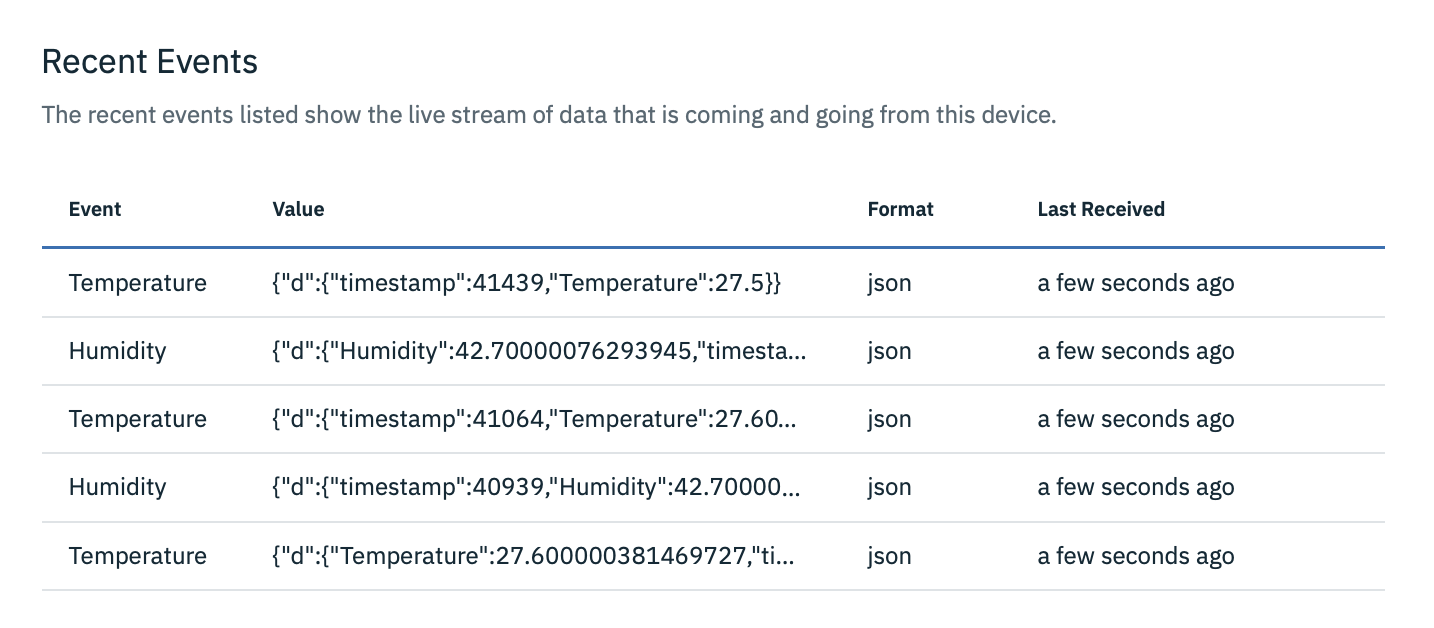 Recent Events
The recent events listed show the live stream of data that is coming and going from this device.
Event Value Format Last Received
Temperature {"d":{"timestamp":41439,"Temperature":27.5}} json a few seconds ago
Humidity {"d":{"Humidity":42.70000076293945,"timesta... json a few seconds ago
Temperature {"d":{"timestamp":41064,"Temperature":27.60... json a few seconds ago
Humidity {"d":{"timestamp":40939,"Humidity":42.70000... json a few seconds ago
Temperature {"d":{"Temperature":27.600000381469727,"ti... json a few seconds ago